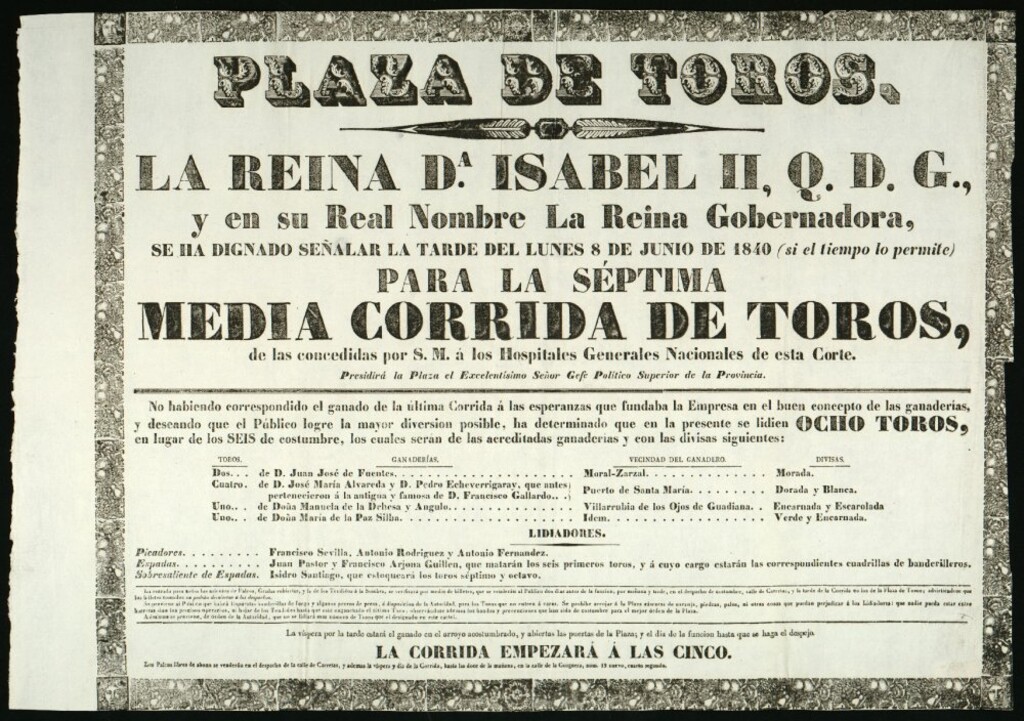 PLAZA DE TOROS.
LA REINA D.ª ISABEL II, Q. D. G.,
y en su Real Nombre La Reina Gobernadora,
SE HA DIGNADO SEÑALAR LA TARDE DEL LUNES 8 DE JUNIO DE 1840 (si el tiempo lo permite)
PARA LA SÉPTIMA
MEDIA CORRIDA DE TOROS,
de las concedidas por S. M. á los Hospitales Generales Nacionales de esta Corte.
Presidirá la Plaza el Excelentísimo Señor Gefe Político Superior de la Provincia.
No habiendo correspondido el ganado de la última Corrida á las esperanzas que fundaba la Empresa en el buen concepto de las ganaderías,
y deseando que el Público logre la mayor diversion posible, ha determinado que en la presente se lidien OCHO TOROS,
en lugar de los SEIS de costumbre, los cuales serán de las acreditadas ganaderías y con las divisas siguientes:
TOROS. GANADERÍAS. VECINDAD DEL GANADERO. DIVISAS.
Dos... de D. Juan José de Fuentes. Moral-Zarzal. Morada.
Cuatro. de D. José María Alvareda y D. Pedro Echeverrigaray, que antes
pertenecieron á la antigua y famosa de D. Francisco Gallardo.. Puerto de Santa María. Dorada y Blanca.
Uno... de Doña Manuela de la Dehesa y Angulo. Villarrubia de los Ojos de Guadiana. Encarnada y Escarolada
Uno... de Doña María de la Paz Silba. Idem. Verde y Encarnada.
LIDIADORES.
Picadores. Francisco Sevilla, Antonio Rodriguez y Antonio Fernandez.
Espadas. Juan Pastor y Francisco Arjona Guillen, que matarán los seis primeros toros, y á cuyo cargo estarán las correspondientes cuadrillas de banderilleros.
Sobresaliente de Espadas. Isidro Santiago, que estoqueará los toros séptimo y octavo.
La víspera por la tarde estará el ganado en el arroyo acostumbrado, y abiertas las puertas de la Plaza; y el dia de la funcion hasta que se haga el despejo.
LA CORRIDA EMPEZARÁ Á LAS CINCO.